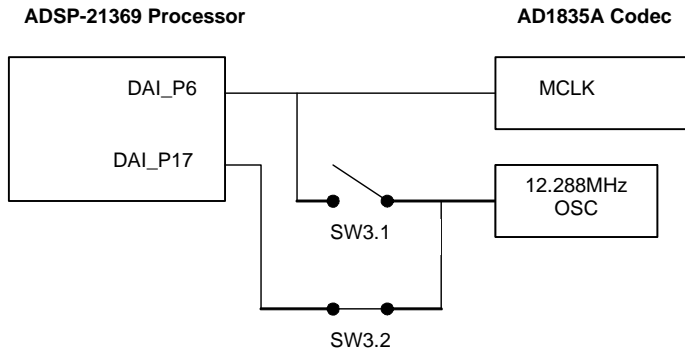 ADSP-21369 Processor
AD1835A Codec
DAI_P6
MCLK
DAI_P17
12.288MHz
OSC
SW3.1
SW3.2